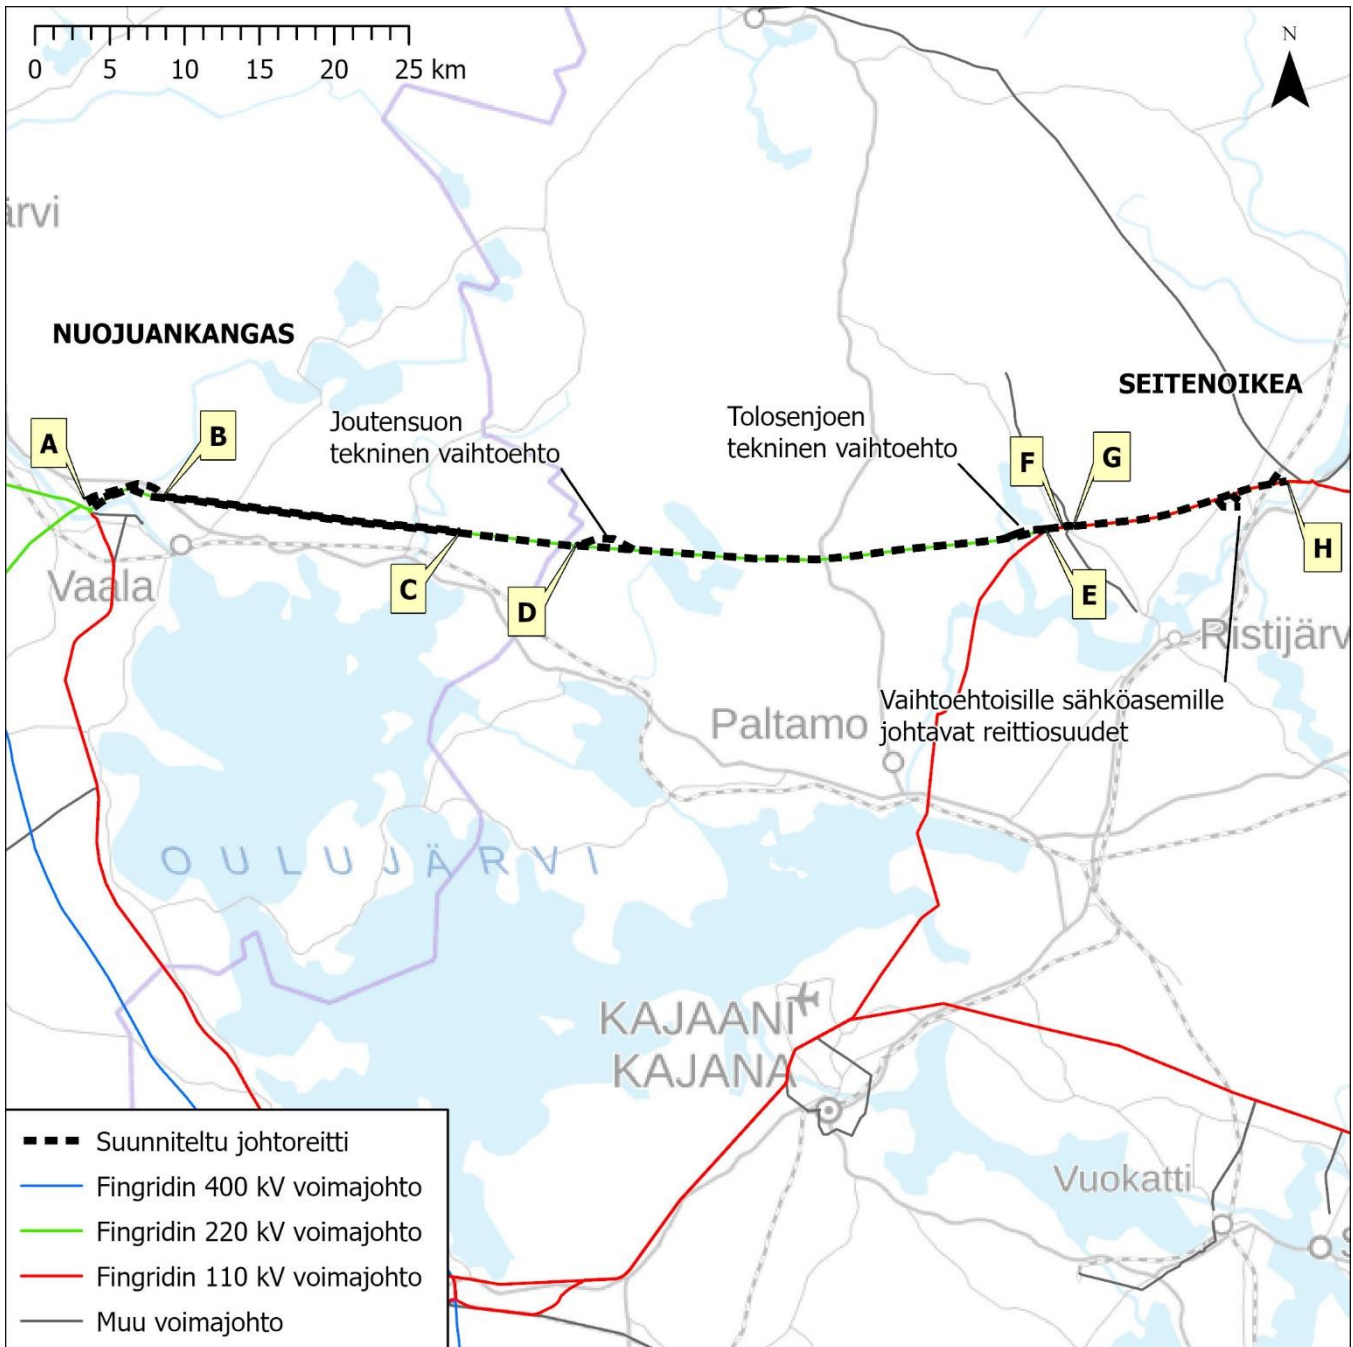 0 5 10 15 20 25 km
N
ärvi
NUOJUANKANGAS
SEITENOIKEA
Joutensuon
tekninen vaihtoehto
Tolosenjoen
tekninen vaihtoehto
A
B
F
G
H
C
D
E
Vaala
Ristijärv
Vaihtoehtoisille sähköasemille
johtavat reittiosuudet
Paltamo
OULUJÄRVI
KAJAANI
KAJANA
Vuokatti
S
Suunniteltu johtoreitti
Fingridin 400 kV voimajohto
Fingridin 220 kV voimajohto
Fingridin 110 kV voimajohto
Muu voimajohto